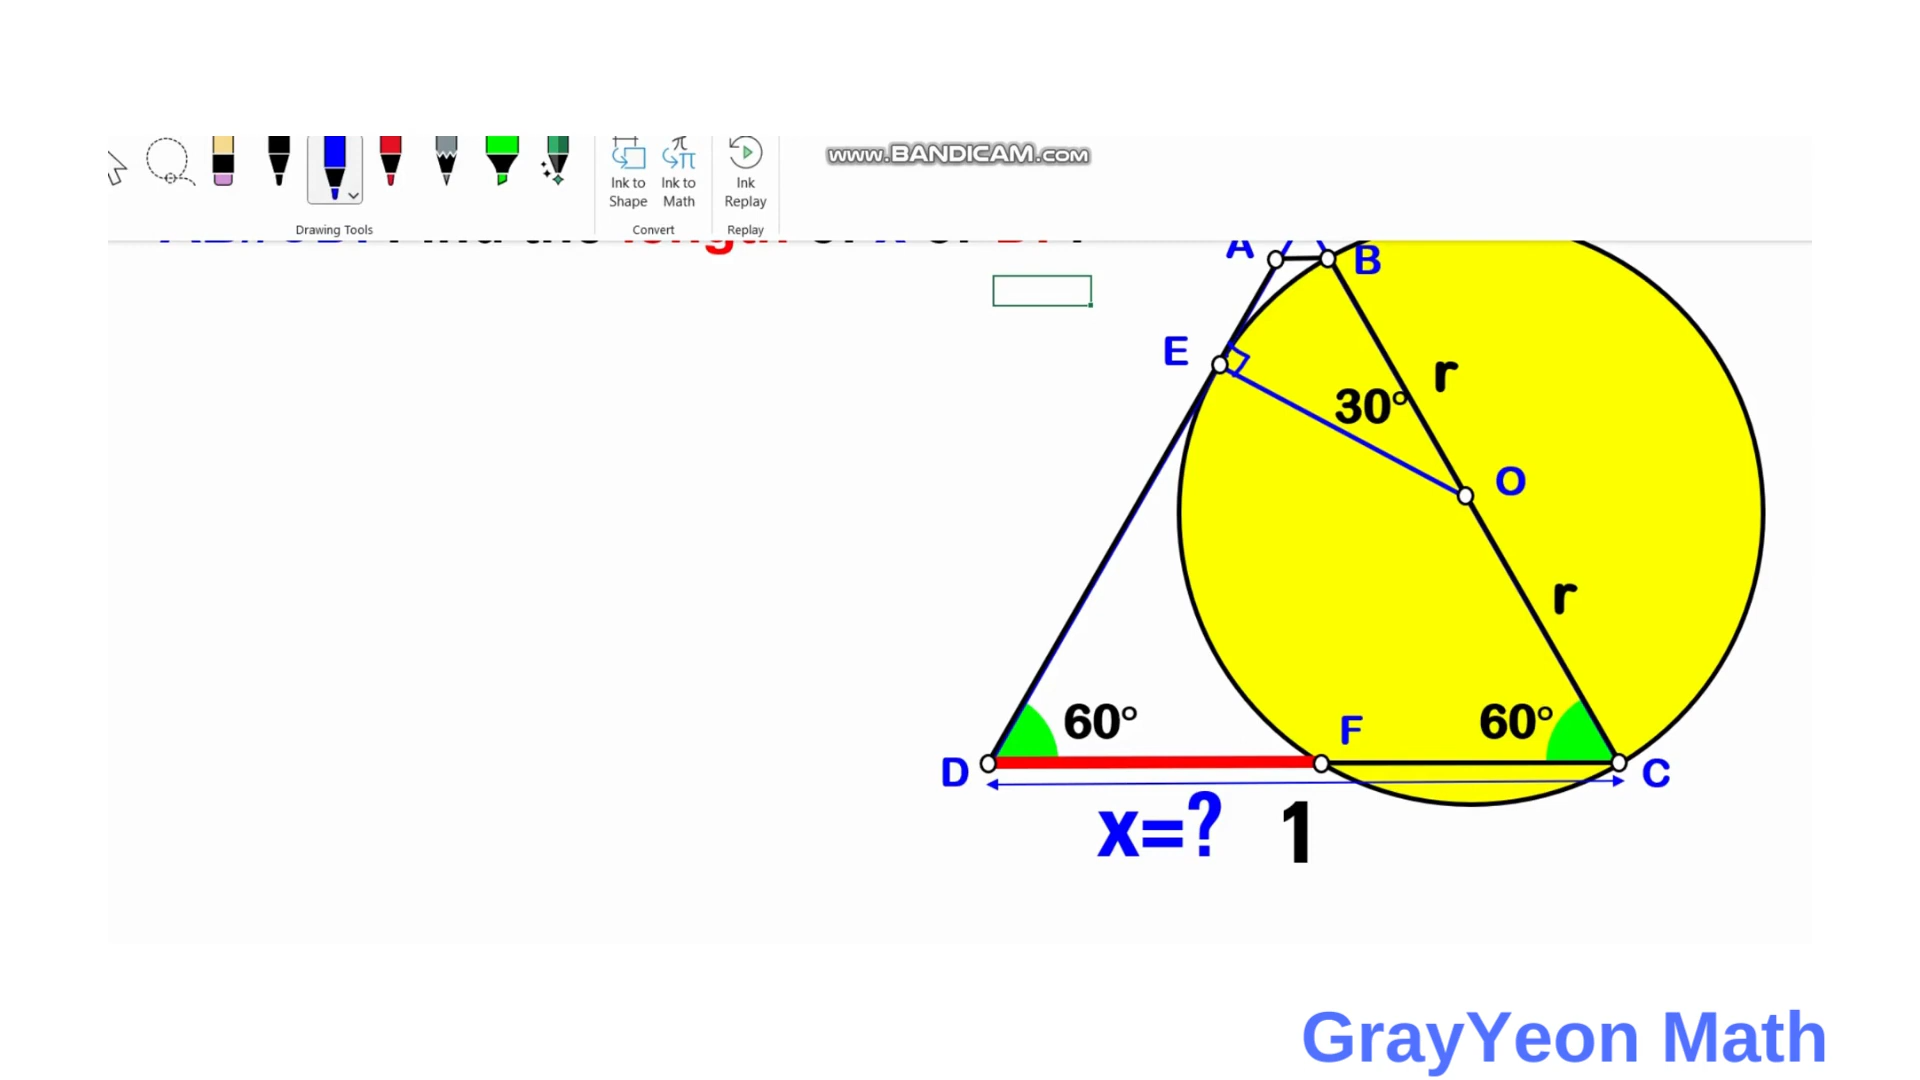 www.BANDICAM.com
Ink to Shape
Ink to Math
Ink Replay
Drawing Tools
Convert
Replay
A
B
E
r
30°
O
r
60°
F
60°
D
C
x=?
1
GrayYeon Math